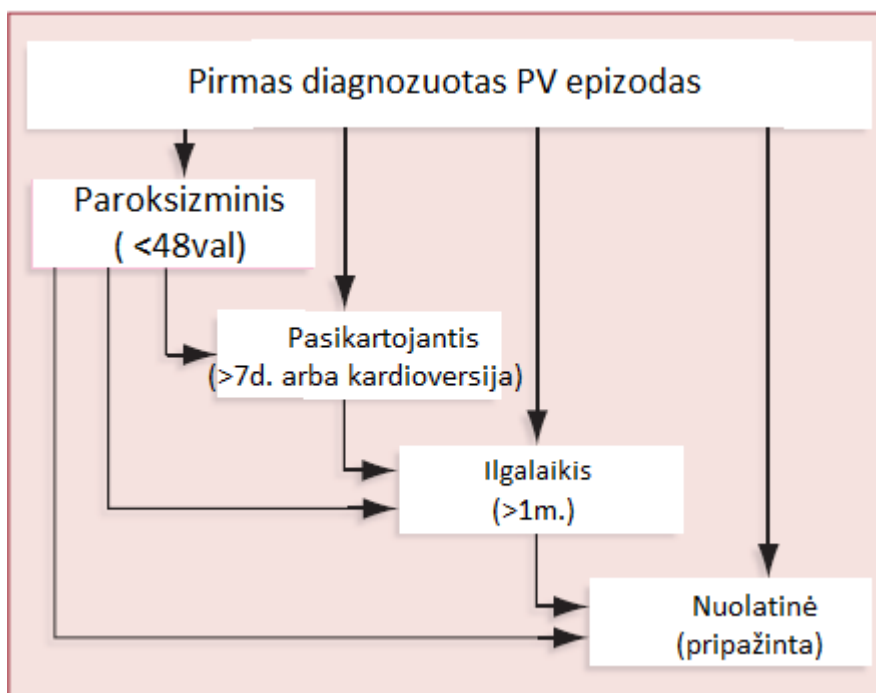 Pirmas diagnozuotas PV epizodas
Paroksizminis
( <48val)
Pasikartojantis
(>7d. arba kardioversija)
Ilgalaikis
(>1m.)
Nuolatinė
(pripažinta)